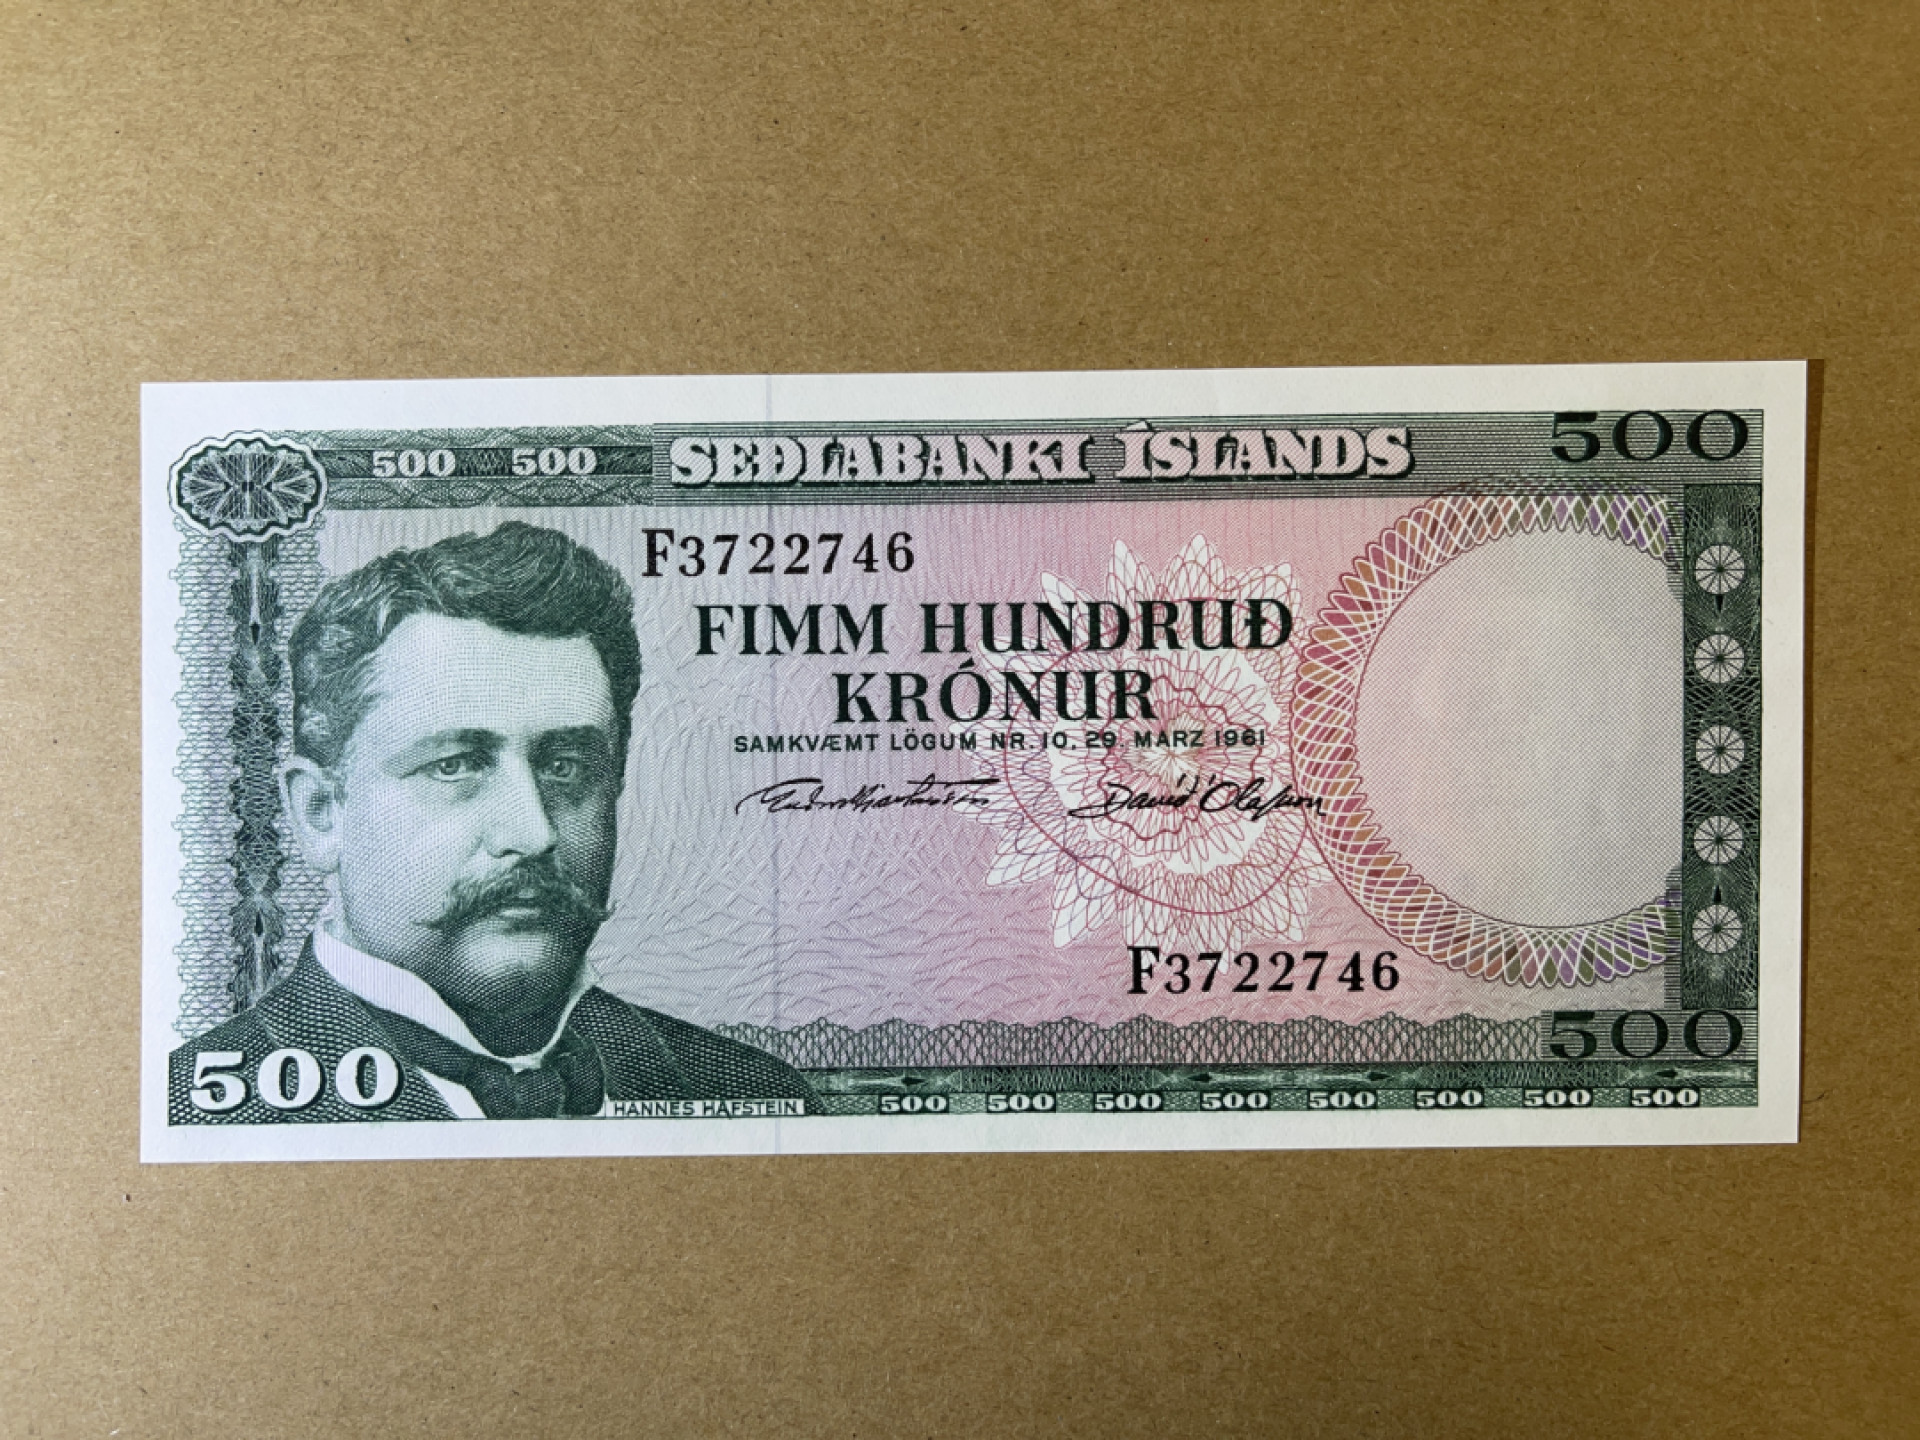 500 500 SEÐLABANKI ÍSLANDS 500
F3722746
FIMM HUNDRUÐ
KRÓNUR
SAMKVÆMT LÖGUM NR. 10, 29. MARZ 1961
Davíð Ólafsson
F3722746
500
500
HANNES HAFSTEIN
500 500 500 500 500 500 500 500